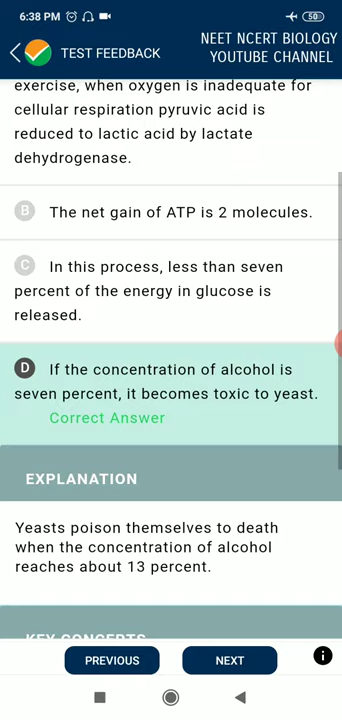 6:38 PM
50
TEST FEEDBACK
NEET NCERT BIOLOGY
YOUTUBE CHANNEL
exercise, when oxygen is inadequate for
cellular respiration pyruvic acid is
reduced to lactic acid by lactate
dehydrogenase.
B The net gain of ATP is 2 molecules.
C In this process, less than seven
percent of the energy in glucose is
released.
D If the concentration of alcohol is
seven percent, it becomes toxic to yeast.
Correct Answer
EXPLANATION
Yeasts poison themselves to death
when the concentration of alcohol
reaches about 13 percent.
KEY CONCEPTS
PREVIOUS
NEXT
i